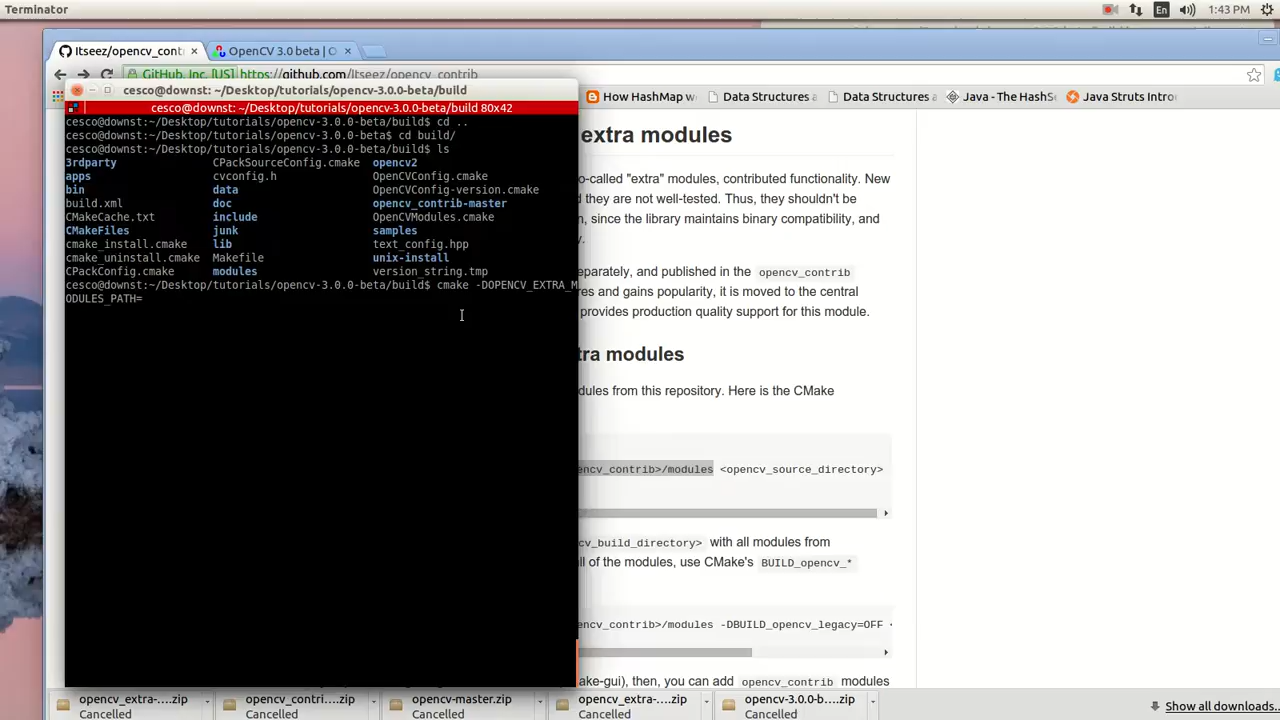 Terminator
En
1:43 PM
Itseez/opencv_cont
OpenCV 3.0 beta | O
GitHub, Inc. [US]
https://github.com/Itseez/opencv_contrib
cesco@downst: ~/Desktop/tutorials/opencv-3.0.0-beta/build
cesco@downst: ~/Desktop/tutorials/opencv-3.0.0-beta/build 80x42
How HashMap w
Data Structures a
Data Structures a
Java - The HashS
Java Struts Intro
cesco@downst:~/Desktop/tutorials/opencv-3.0.0-beta/build$ cd ..
cesco@downst:~/Desktop/tutorials/opencv-3.0.0-beta$ cd build/
cesco@downst:~/Desktop/tutorials/opencv-3.0.0-beta/build$ ls
3rdparty CPackSourceConfig.cmake opencv2
apps cvconfig.h OpenCVConfig.cmake
bin data OpenCVConfig-version.cmake
build.xml doc opencv_contrib-master
CMakeCache.txt include OpenCVModules.cmake
CMakeFiles junk samples
cmake_install.cmake lib text_config.hpp
cmake_uninstall.cmake Makefile unix-install
CPackConfig.cmake modules version_string.tmp
cesco@downst:~/Desktop/tutorials/opencv-3.0.0-beta/build$ cmake -DOPENCV_EXTRA_M
ODULES_PATH=
extra modules
o-called "extra" modules, contributed functionality. New
d they are not well-tested. Thus, they shouldn't be
n, since the library maintains binary compatibility, and
y.
eparately, and published in the opencv_contrib
res and gains popularity, it is moved to the central
provides production quality support for this module.
tra modules
dules from this repository. Here is the CMake
encv_contrib>/modules <opencv_source_directory>
cv_build_directory> with all modules from
ll of the modules, use CMake's BUILD_opencv_*
encv_contrib>/modules -DBUILD_opencv_legacy=OFF
ake-gui), then, you can add opencv_contrib modules
opencv_extra-....zip
Cancelled
opencv_contri....zip
Cancelled
opencv-master.zip
Cancelled
opencv_extra-....zip
Cancelled
opencv-3.0.0-b....zip
Cancelled
Show all downloads...